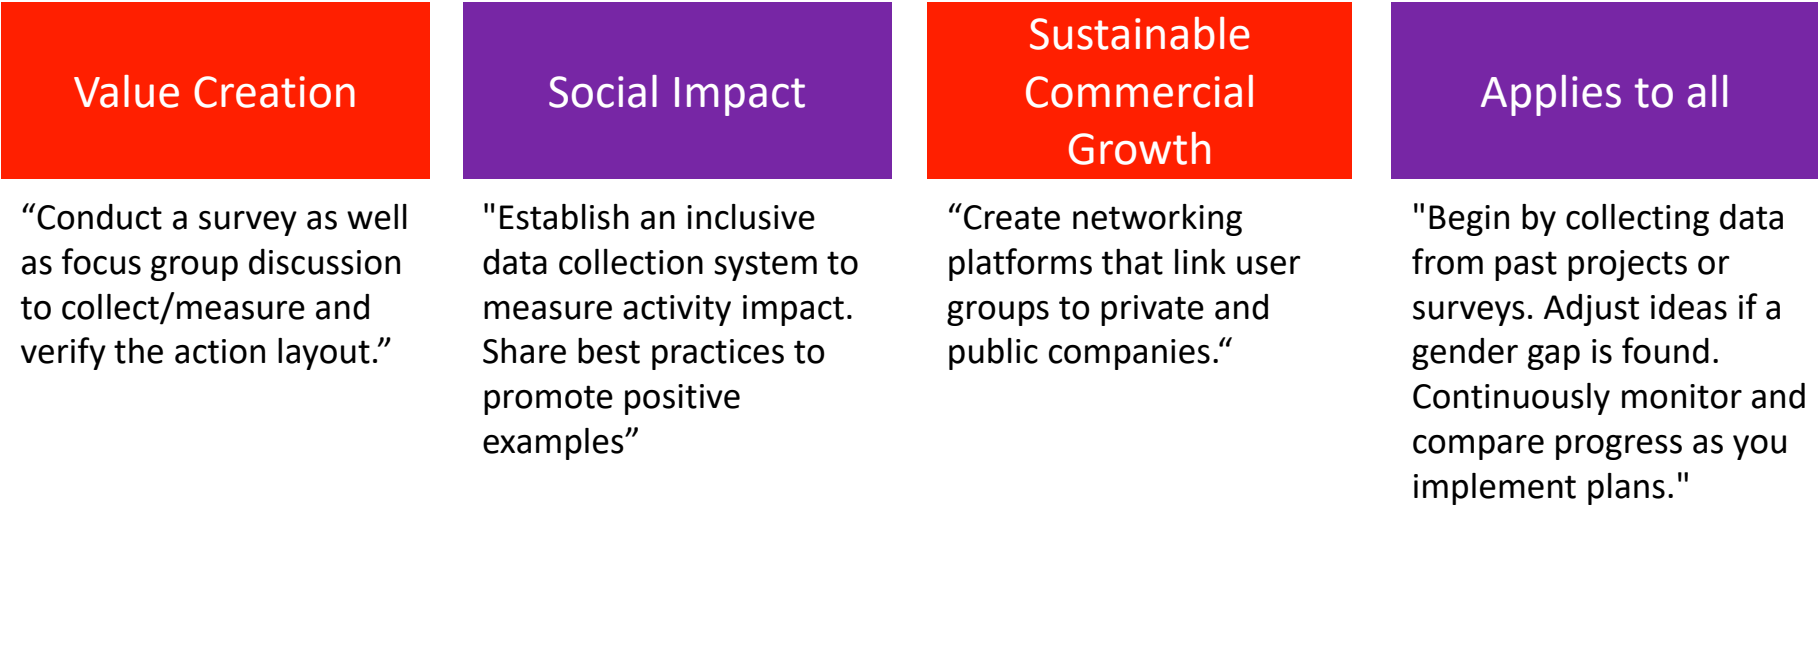 Value Creation
“Conduct a survey as well
as focus group discussion
to collect/measure and
verify the action layout.”
Social Impact
"Establish an inclusive
data collection system to
measure activity impact.
Share best practices to
promote positive
examples”
Sustainable
Commercial
Growth
“Create networking
platforms that link user
groups to private and
public companies.“
Applies to all
"Begin by collecting data
from past projects or
surveys. Adjust ideas if a
gender gap is found.
Continuously monitor and
compare progress as you
implement plans."